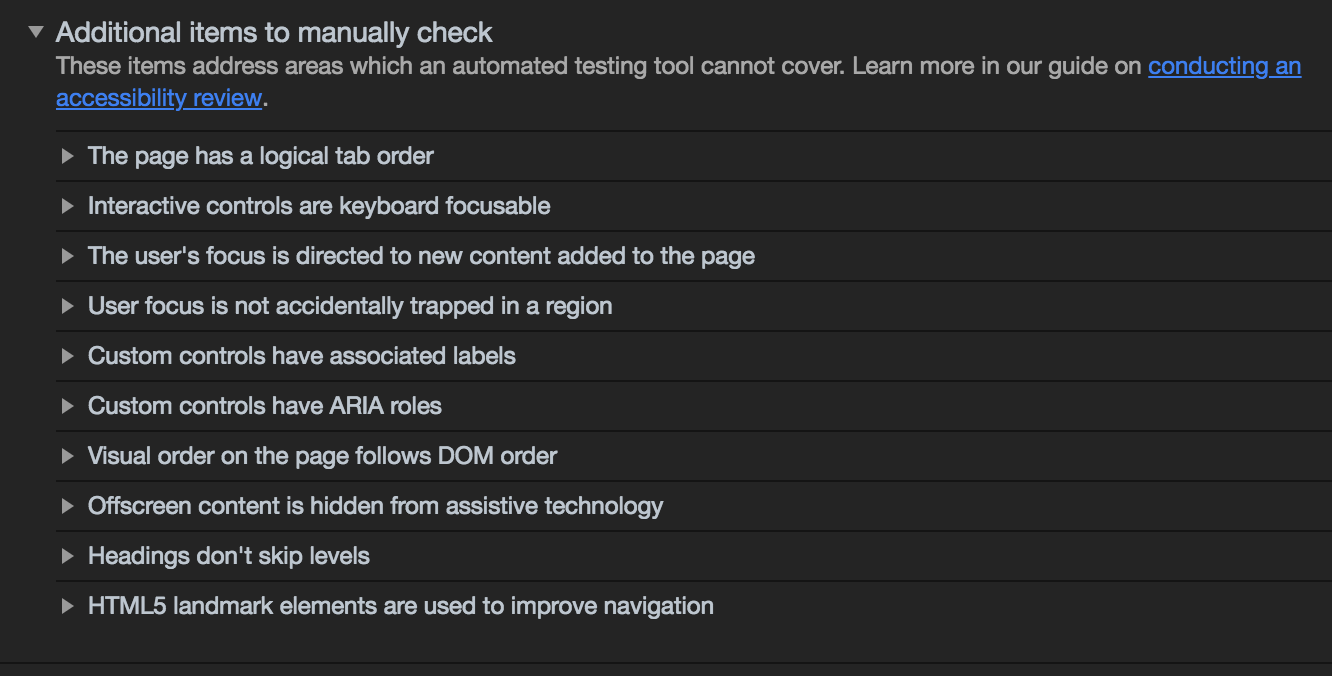 Additional items to manually check
These items address areas which an automated testing tool cannot cover. Learn more in our guide on conducting an
accessibility review.
The page has a logical tab order
Interactive controls are keyboard focusable
The user's focus is directed to new content added to the page
User focus is not accidentally trapped in a region
Custom controls have associated labels
Custom controls have ARIA roles
Visual order on the page follows DOM order
Offscreen content is hidden from assistive technology
Headings don't skip levels
HTML5 landmark elements are used to improve navigation